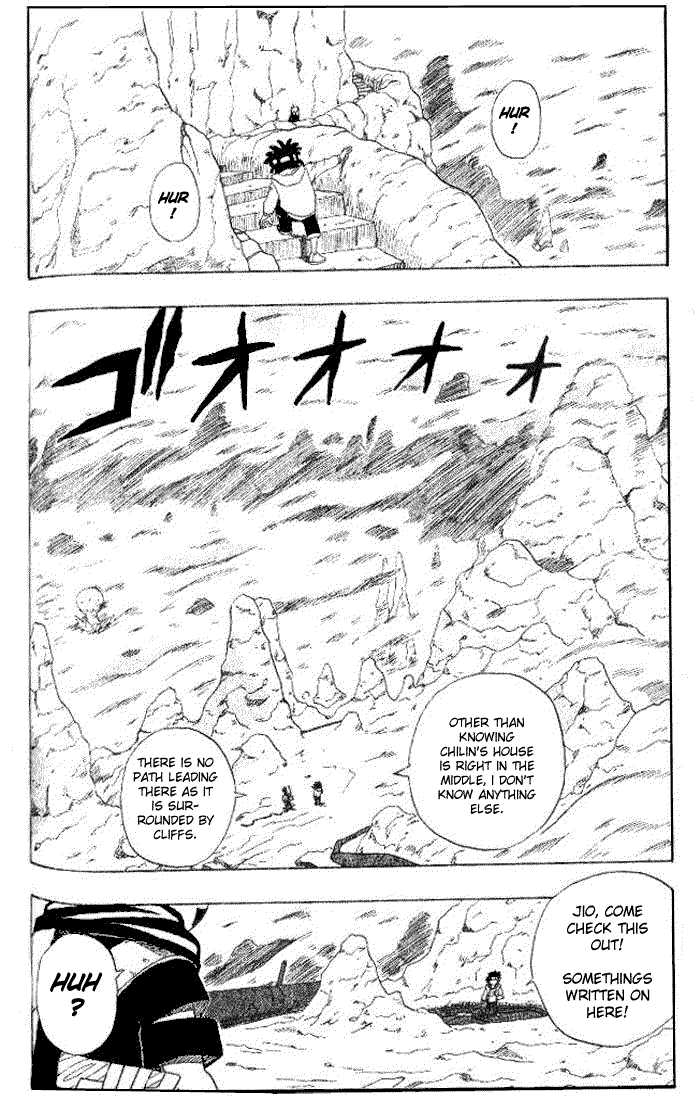 HUR
!
HUR
!
ゴオオオオ
OTHER THAN
KNOWING
CHILIN'S HOUSE
IS RIGHT IN THE
MIDDLE, I DON'T
KNOW ANYTHING
ELSE.
THERE IS NO
PATH LEADING
THERE AS IT
IS SUR-
ROUNDED BY
CLIFFS.
JIO, COME
CHECK THIS
OUT!
SOMETHINGS
WRITTEN ON
HERE!
HUH
?